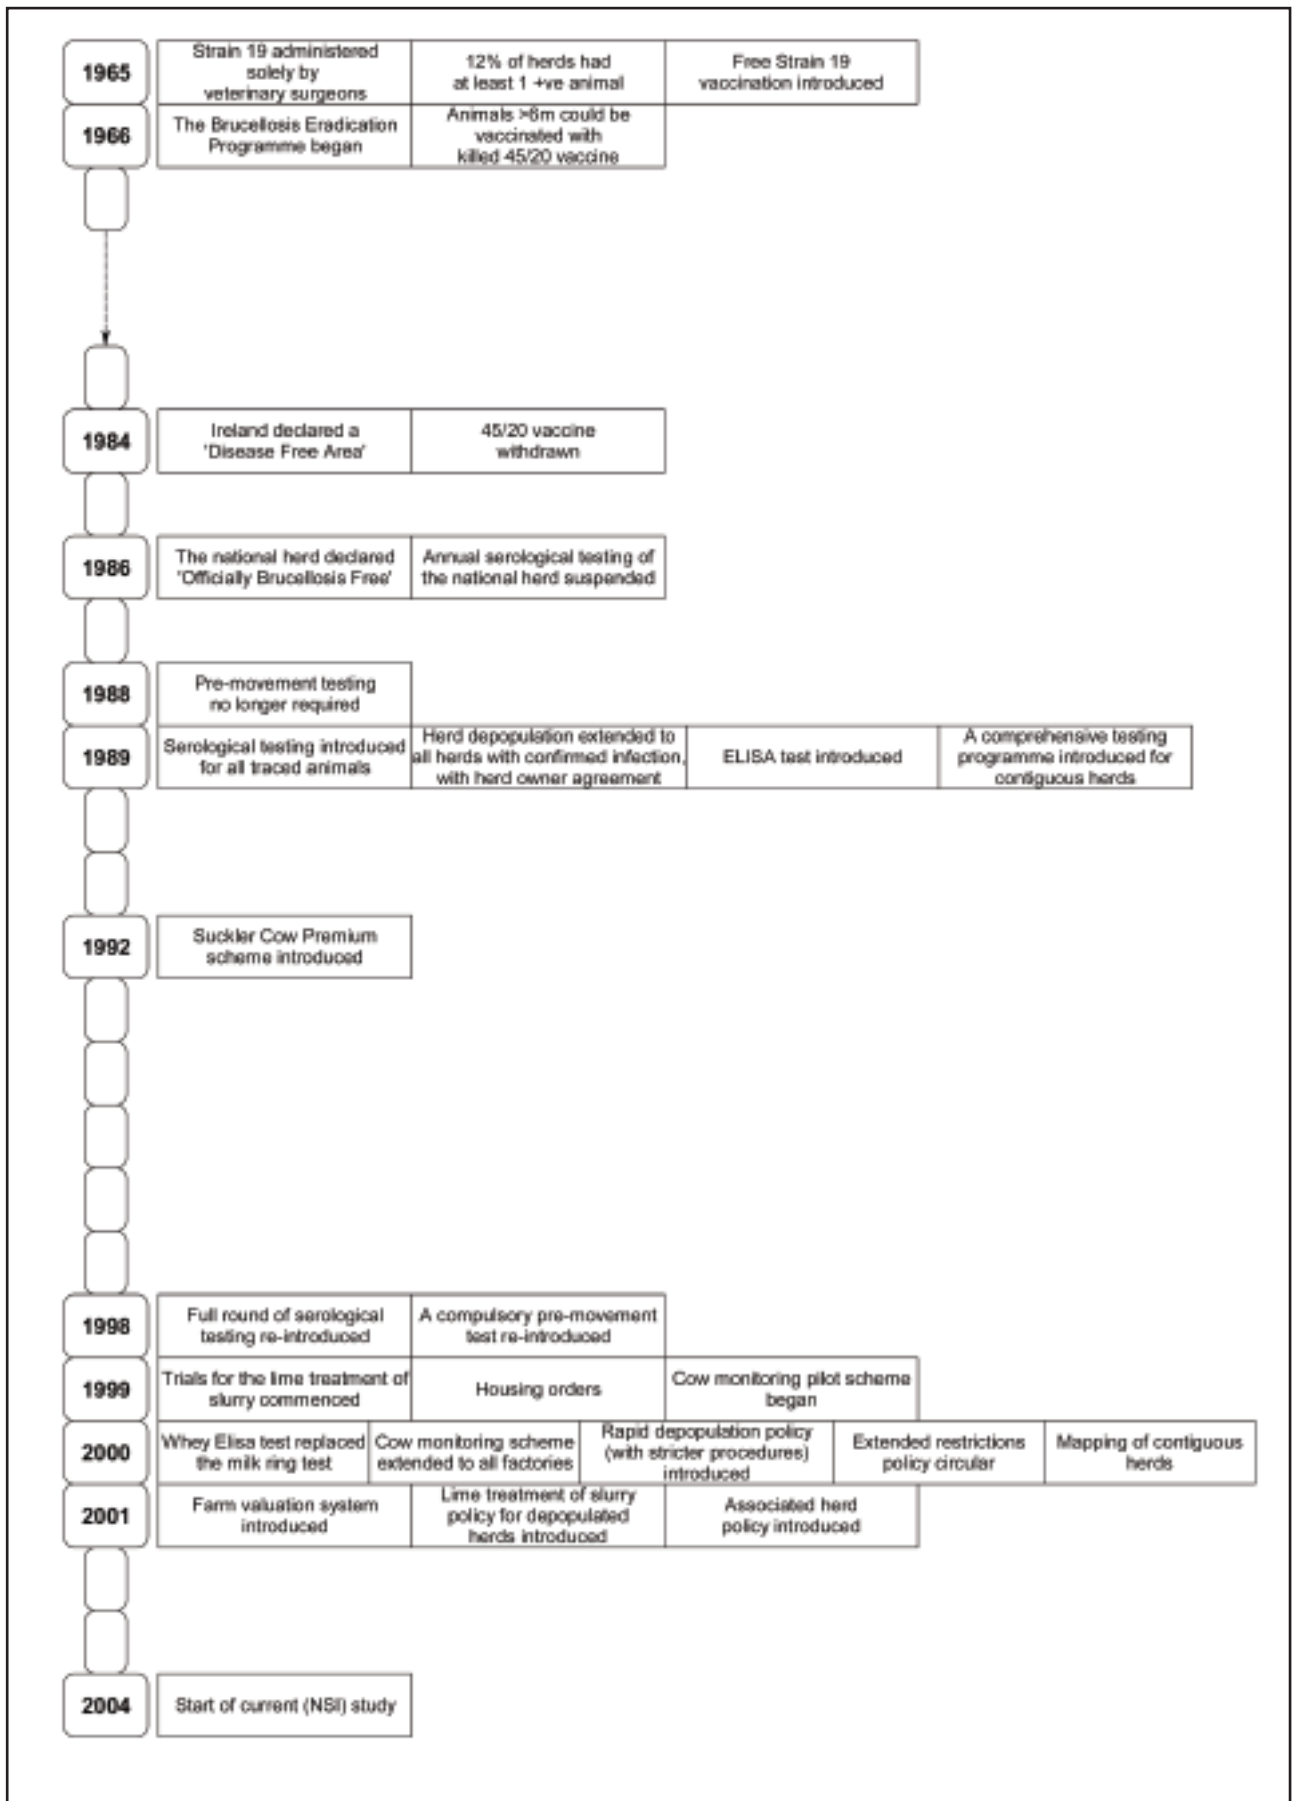 1965
Strain 19 administered
solely by
veterinary surgeons
12% of herds had
at least 1 +ve animal
Free Strain 19
vaccination introduced
1966
The Brucellosis Eradication
Programme began
Animals >6m could be
vaccinated with
killed 45/20 vaccine
1984
Ireland declared a
'Disease Free Area'
45/20 vaccine
withdrawn
1986
The national herd declared
'Officially Brucellosis Free'
Annual serological testing of
the national herd suspended
1988
Pre-movement testing
no longer required
1989
Serological testing introduced
for all traced animals
Herd depopulation extended to
all herds with confirmed infection,
with herd owner agreement
ELISA test introduced
A comprehensive testing
programme introduced for
contiguous herds
1992
Suckler Cow Premium
scheme introduced
1998
Full round of serological
testing re-introduced
A compulsory pre-movement
test re-introduced
1999
Trials for the lime treatment of
slurry commenced
Housing orders
Cow monitoring pilot scheme
began
2000
Whey Elisa test replaced
the milk ring test
Cow monitoring scheme
extended to all factories
Rapid depopulation policy
(with stricter procedures)
introduced
Extended restrictions
policy circular
Mapping of contiguous
herds
2001
Farm valuation system
introduced
Lime treatment of slurry
policy for depopulated
herds introduced
Associated herd
policy introduced
2004
Start of current (NSI) study